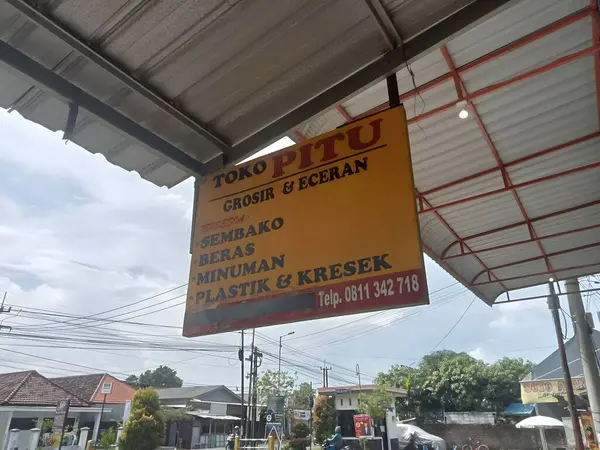 TOKO PITU
GROSIR & ECERAN
SEMBAKO
BERAS
MINUMAN
PLASTIK & KRESEK
Telp. 0811 342 718